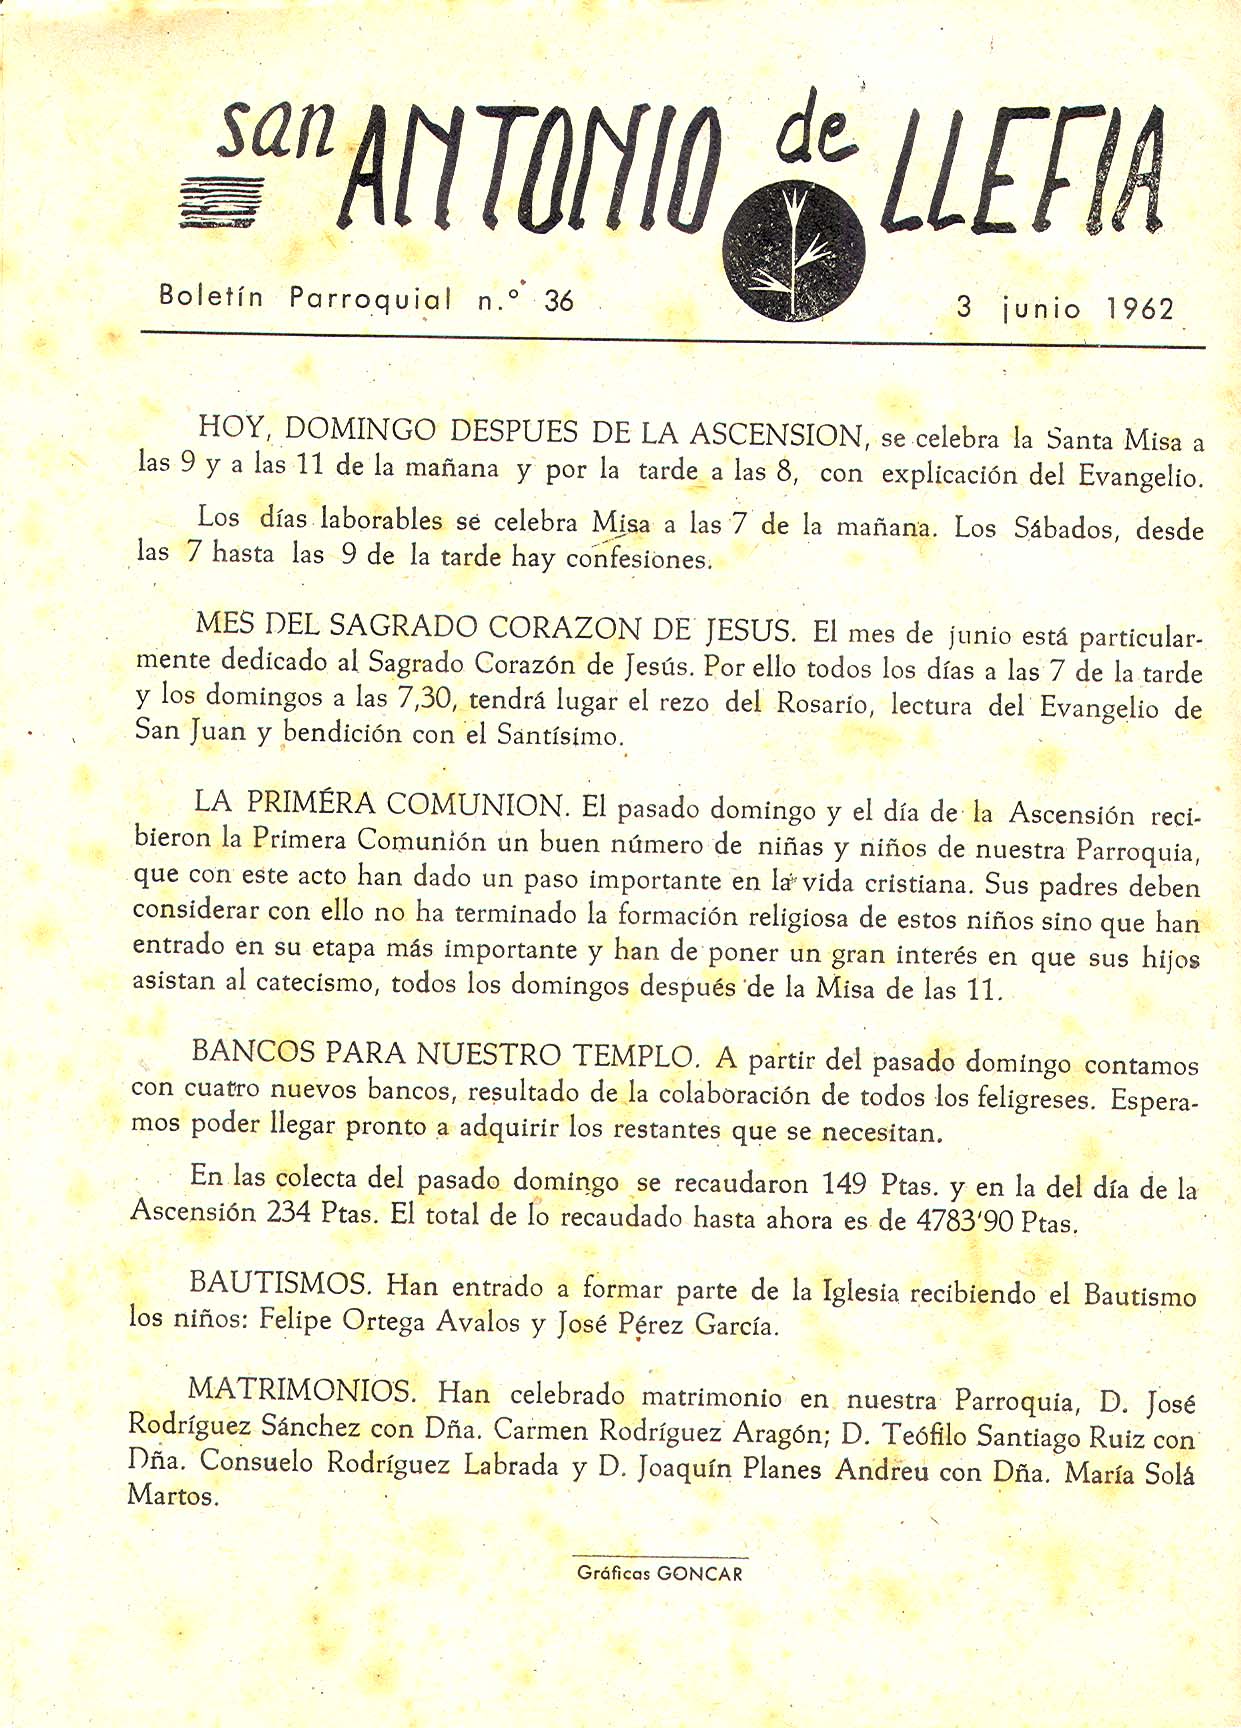 san ANTONIO de LLEFIA
Boletín Parroquial n.º 36
3 junio 1962
HOY, DOMINGO DESPUES DE LA ASCENSION, se celebra la Santa Misa a
las 9 y a las 11 de la mañana y por la tarde a las 8, con explicación del Evangelio.
Los días laborables se celebra Misa a las 7 de la mañana. Los Sábados, desde
las 7 hasta las 9 de la tarde hay confesiones.
MES DEL SAGRADO CORAZON DE JESUS. El mes de junio está particular-
mente dedicado al Sagrado Corazón de Jesús. Por ello todos los días a las 7 de la tarde
y los domingos a las 7,30, tendrá lugar el rezo del Rosario, lectura del Evangelio de
San Juan y bendición con el Santísimo.
LA PRIMÉRA COMUNION. El pasado domingo y el día de la Ascensión reci-
bieron la Primera Comunión un buen número de niñas y niños de nuestra Parroquia,
que con este acto han dado un paso importante en la vida cristiana. Sus padres deben
considerar con ello no ha terminado la formación religiosa de estos niños sino que han
entrado en su etapa más importante y han de poner un gran interés en que sus hijos
asistan al catecismo, todos los domingos después de la Misa de las 11.
BANCOS PARA NUESTRO TEMPLO. A partir del pasado domingo contamos
con cuatro nuevos bancos, resultado de la colaboración de todos los feligreses. Espera-
mos poder llegar pronto a adquirir los restantes que se necesitan.
En las colecta del pasado domingo se recaudaron 149 Ptas. y en la del día de la
Ascensión 234 Ptas. El total de lo recaudado hasta ahora es de 4783'90 Ptas.
BAUTISMOS. Han entrado a formar parte de la Iglesia recibiendo el Bautismo
los niños: Felipe Ortega Avalos y José Pérez García.
MATRIMONIOS. Han celebrado matrimonio en nuestra Parroquia, D. José
Rodríguez Sánchez con Dña. Carmen Rodríguez Aragón; D. Teófilo Santiago Ruiz con
Dña. Consuelo Rodríguez Labrada y D. Joaquín Planes Andreu con Dña. María Solá
Martos.
Gráficas GONCAR